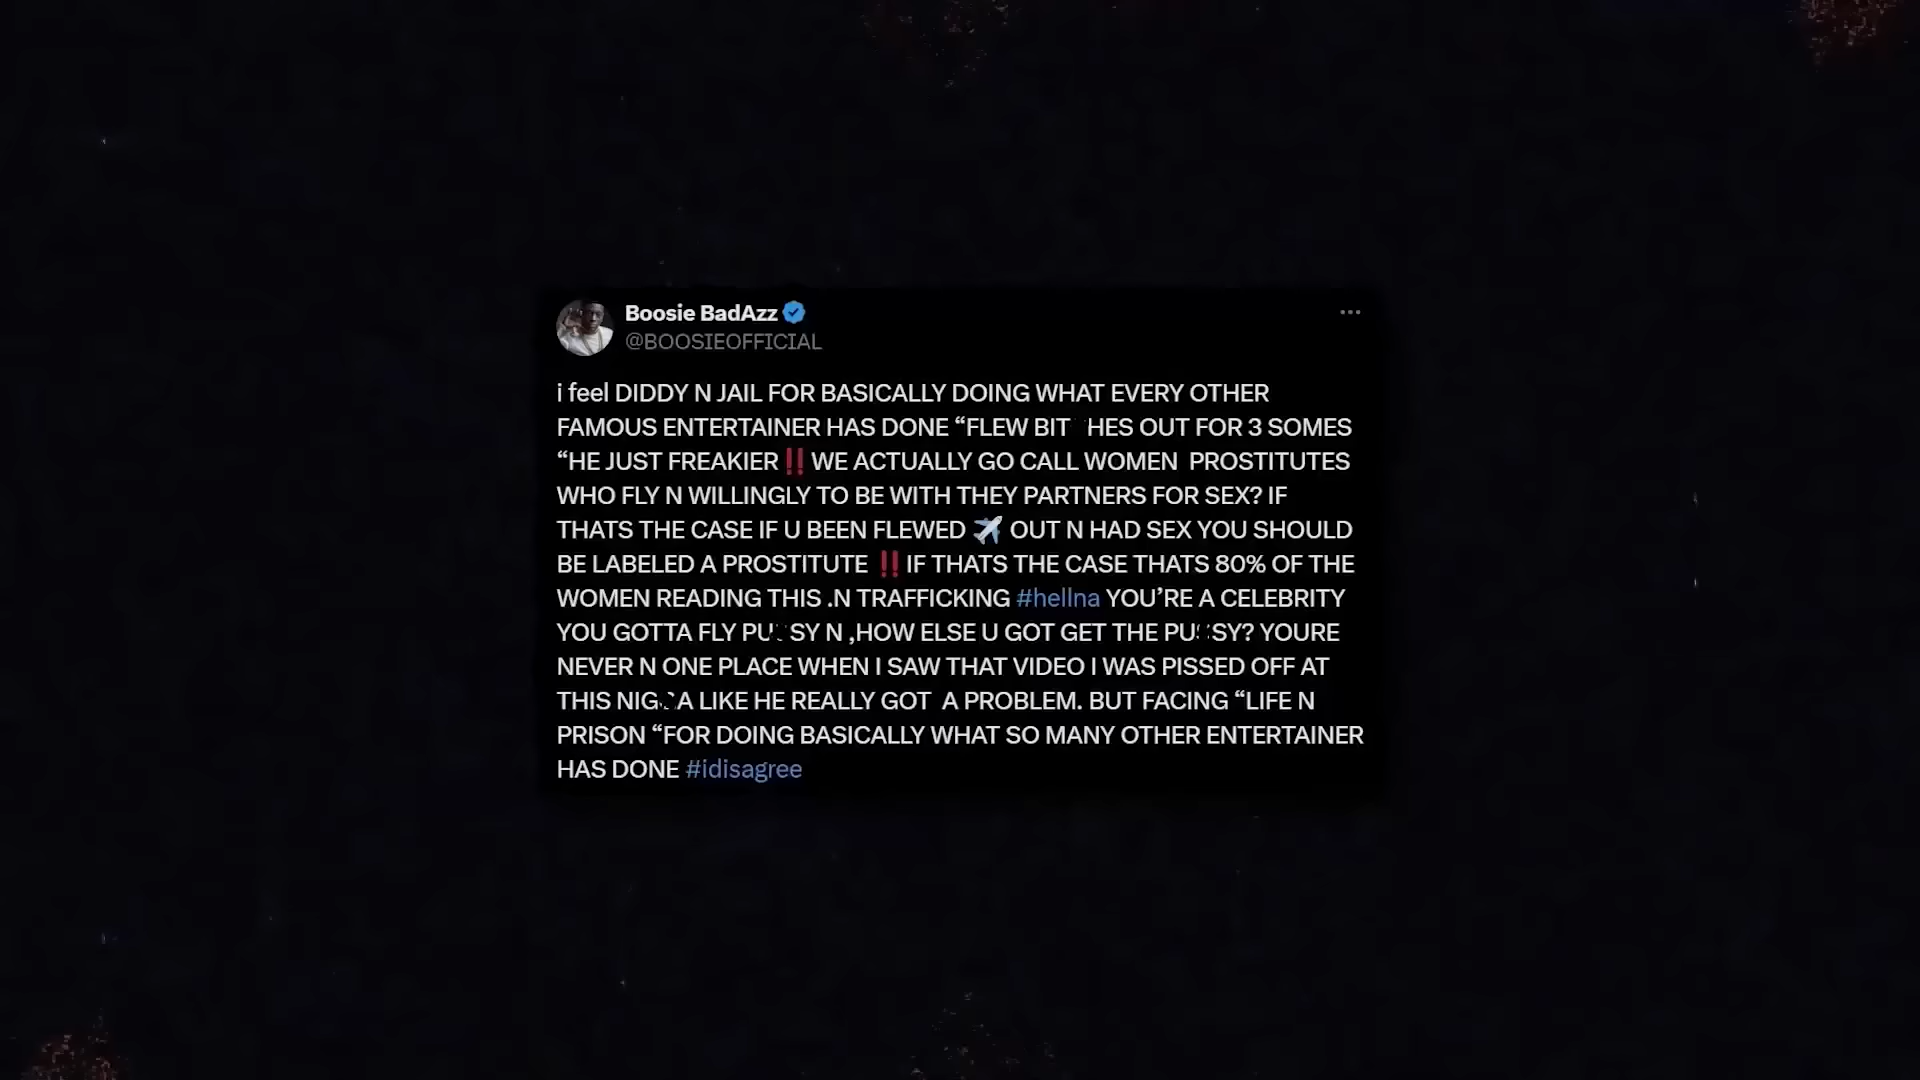 Boosie BadAzz
@BOOSIEOFFICIAL
i feel DIDDY N JAIL FOR BASICALLY DOING WHAT EVERY OTHER
FAMOUS ENTERTAINER HAS DONE “FLEW BIT HES OUT FOR 3 SOMES
“HE JUST FREAKIER‼️WE ACTUALLY GO CALL WOMEN PROSTITUTES
WHO FLY N WILLINGLY TO BE WITH THEY PARTNERS FOR SEX? IF
THATS THE CASE IF U BEEN FLEWED ✈️ OUT N HAD SEX YOU SHOULD
BE LABELED A PROSTITUTE ‼️IF THATS THE CASE THATS 80% OF THE
WOMEN READING THIS .N TRAFFICKING #hellna YOU’RE A CELEBRITY
YOU GOTTA FLY PU SY N ,HOW ELSE U GOT GET THE PU SY? YOURE
NEVER N ONE PLACE WHEN I SAW THAT VIDEO I WAS PISSED OFF AT
THIS NIG A LIKE HE REALLY GOT A PROBLEM. BUT FACING “LIFE N
PRISON “FOR DOING BASICALLY WHAT SO MANY OTHER ENTERTAINER
HAS DONE #idisagree